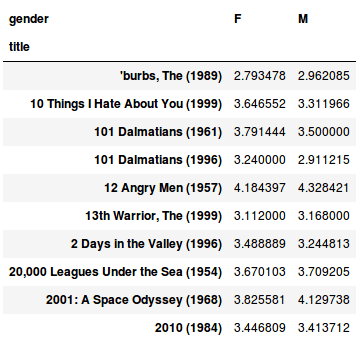 gender F M
title
'burbs, The (1989) 2.793478 2.962085
10 Things I Hate About You (1999) 3.646552 3.311966
101 Dalmatians (1961) 3.791444 3.500000
101 Dalmatians (1996) 3.240000 2.911215
12 Angry Men (1957) 4.184397 4.328421
13th Warrior, The (1999) 3.112000 3.168000
2 Days in the Valley (1996) 3.488889 3.244813
20,000 Leagues Under the Sea (1954) 3.670103 3.709205
2001: A Space Odyssey (1968) 3.825581 4.129738
2010 (1984) 3.446809 3.413712